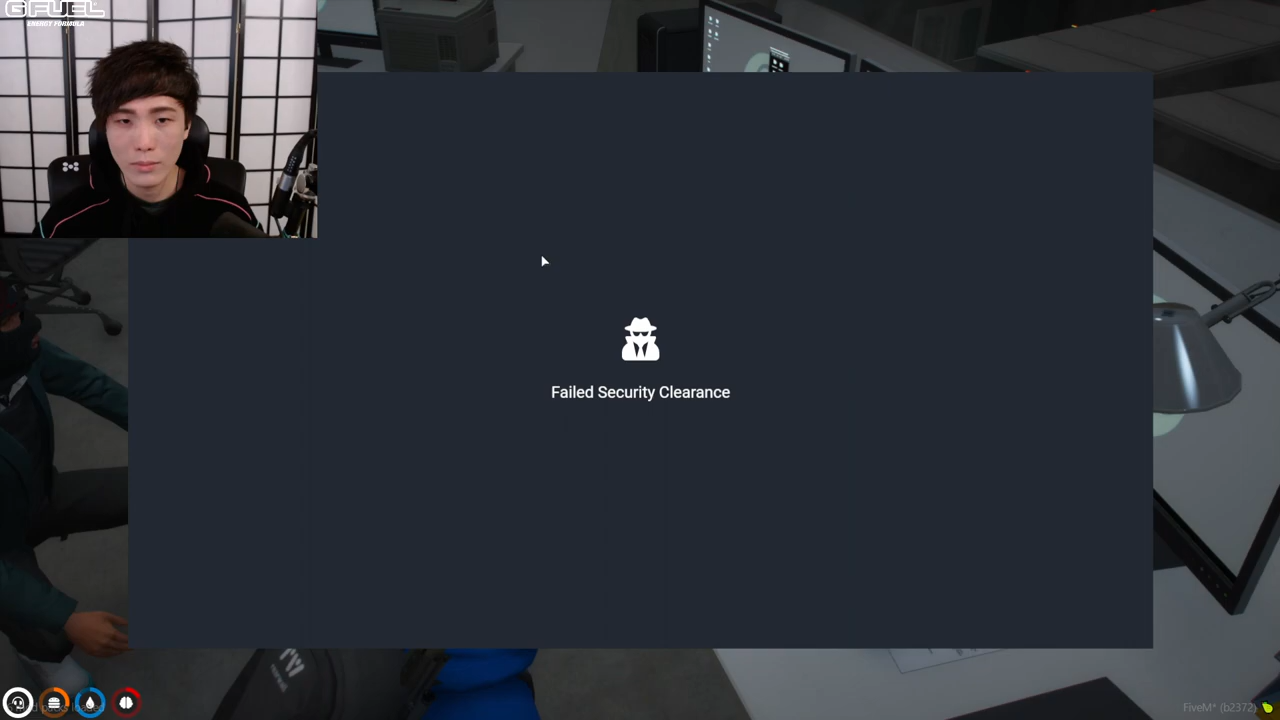 G FUEL
ENERGY FORMULA
Failed Security Clearance
FiveM* (b2372)